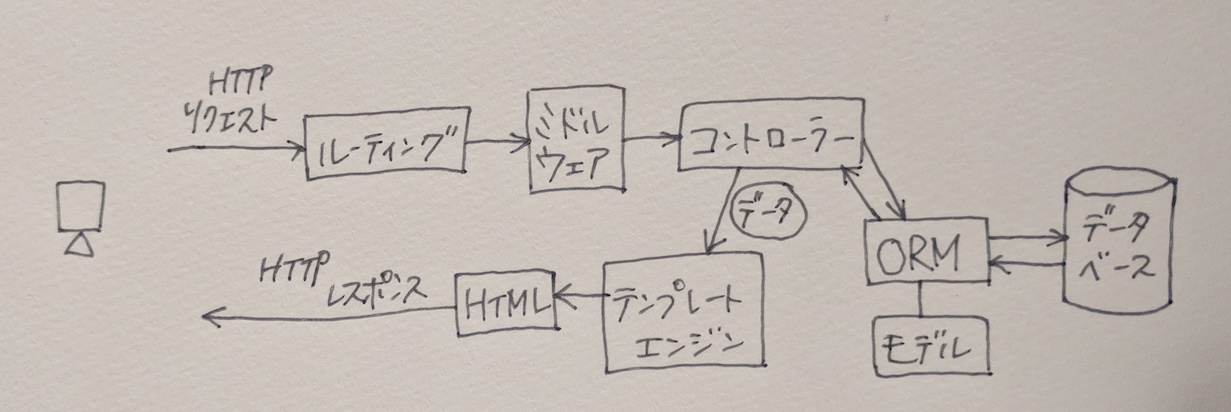 HTTP
リクエスト
ルーティング
ミドル
ウェア
コントローラー
データ
ORM
データ
ベース
モデル
テンプレート
エンジン
HTML
HTTP
レスポンス